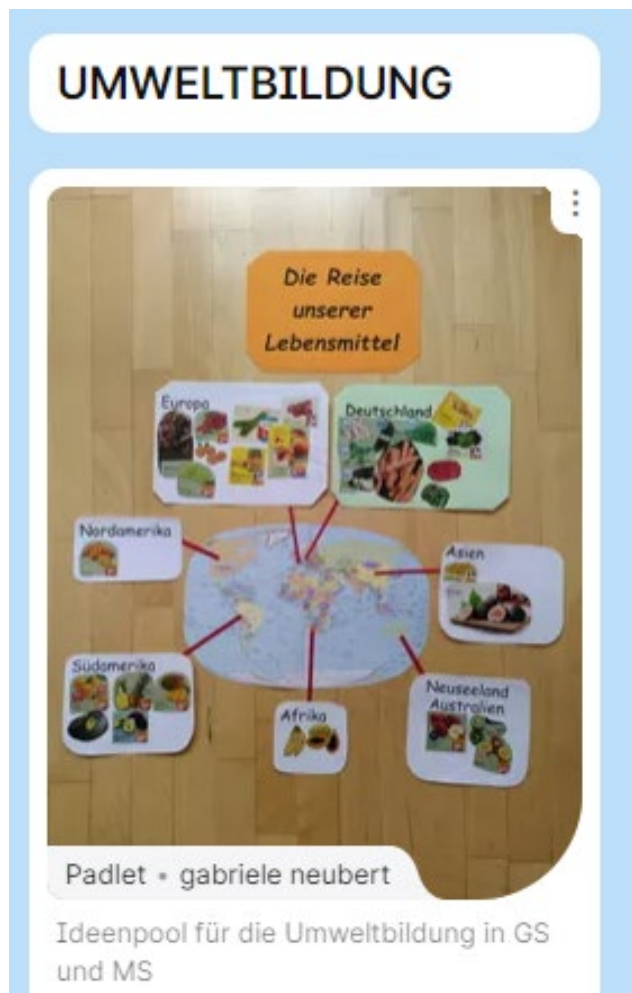 UMWELTBILDUNG
Die Reise
unserer
Lebensmittel
Europa
Deutschland
Nordamerika
Asien
Südamerika
Afrika
Neuseeland
Australien
Padlet • gabriele neubert
Ideenpool für die Umweltbildung in GS
und MS